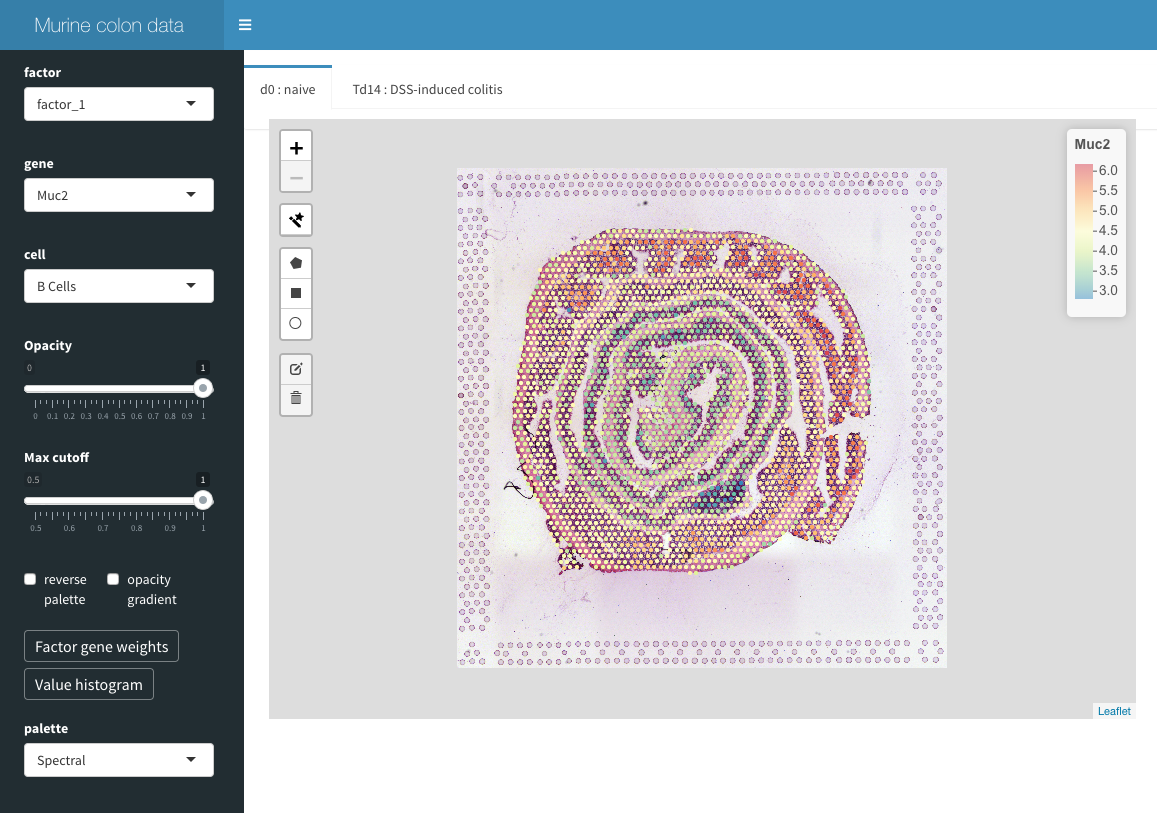 Murine colon data
factor
factor_1
gene
Muc2
cell
B Cells
Opacity
0 1
0 0.1 0.2 0.3 0.4 0.5 0.6 0.7 0.8 0.9 1
Max cutoff
0.5 1
0.5 0.6 0.7 0.8 0.9 1
reverse palette
opacity gradient
Factor gene weights
Value histogram
palette
Spectral
d0 : naive
Td14 : DSS-induced colitis
+
−
Muc2
6.0
5.5
5.0
4.5
4.0
3.5
3.0
Leaflet